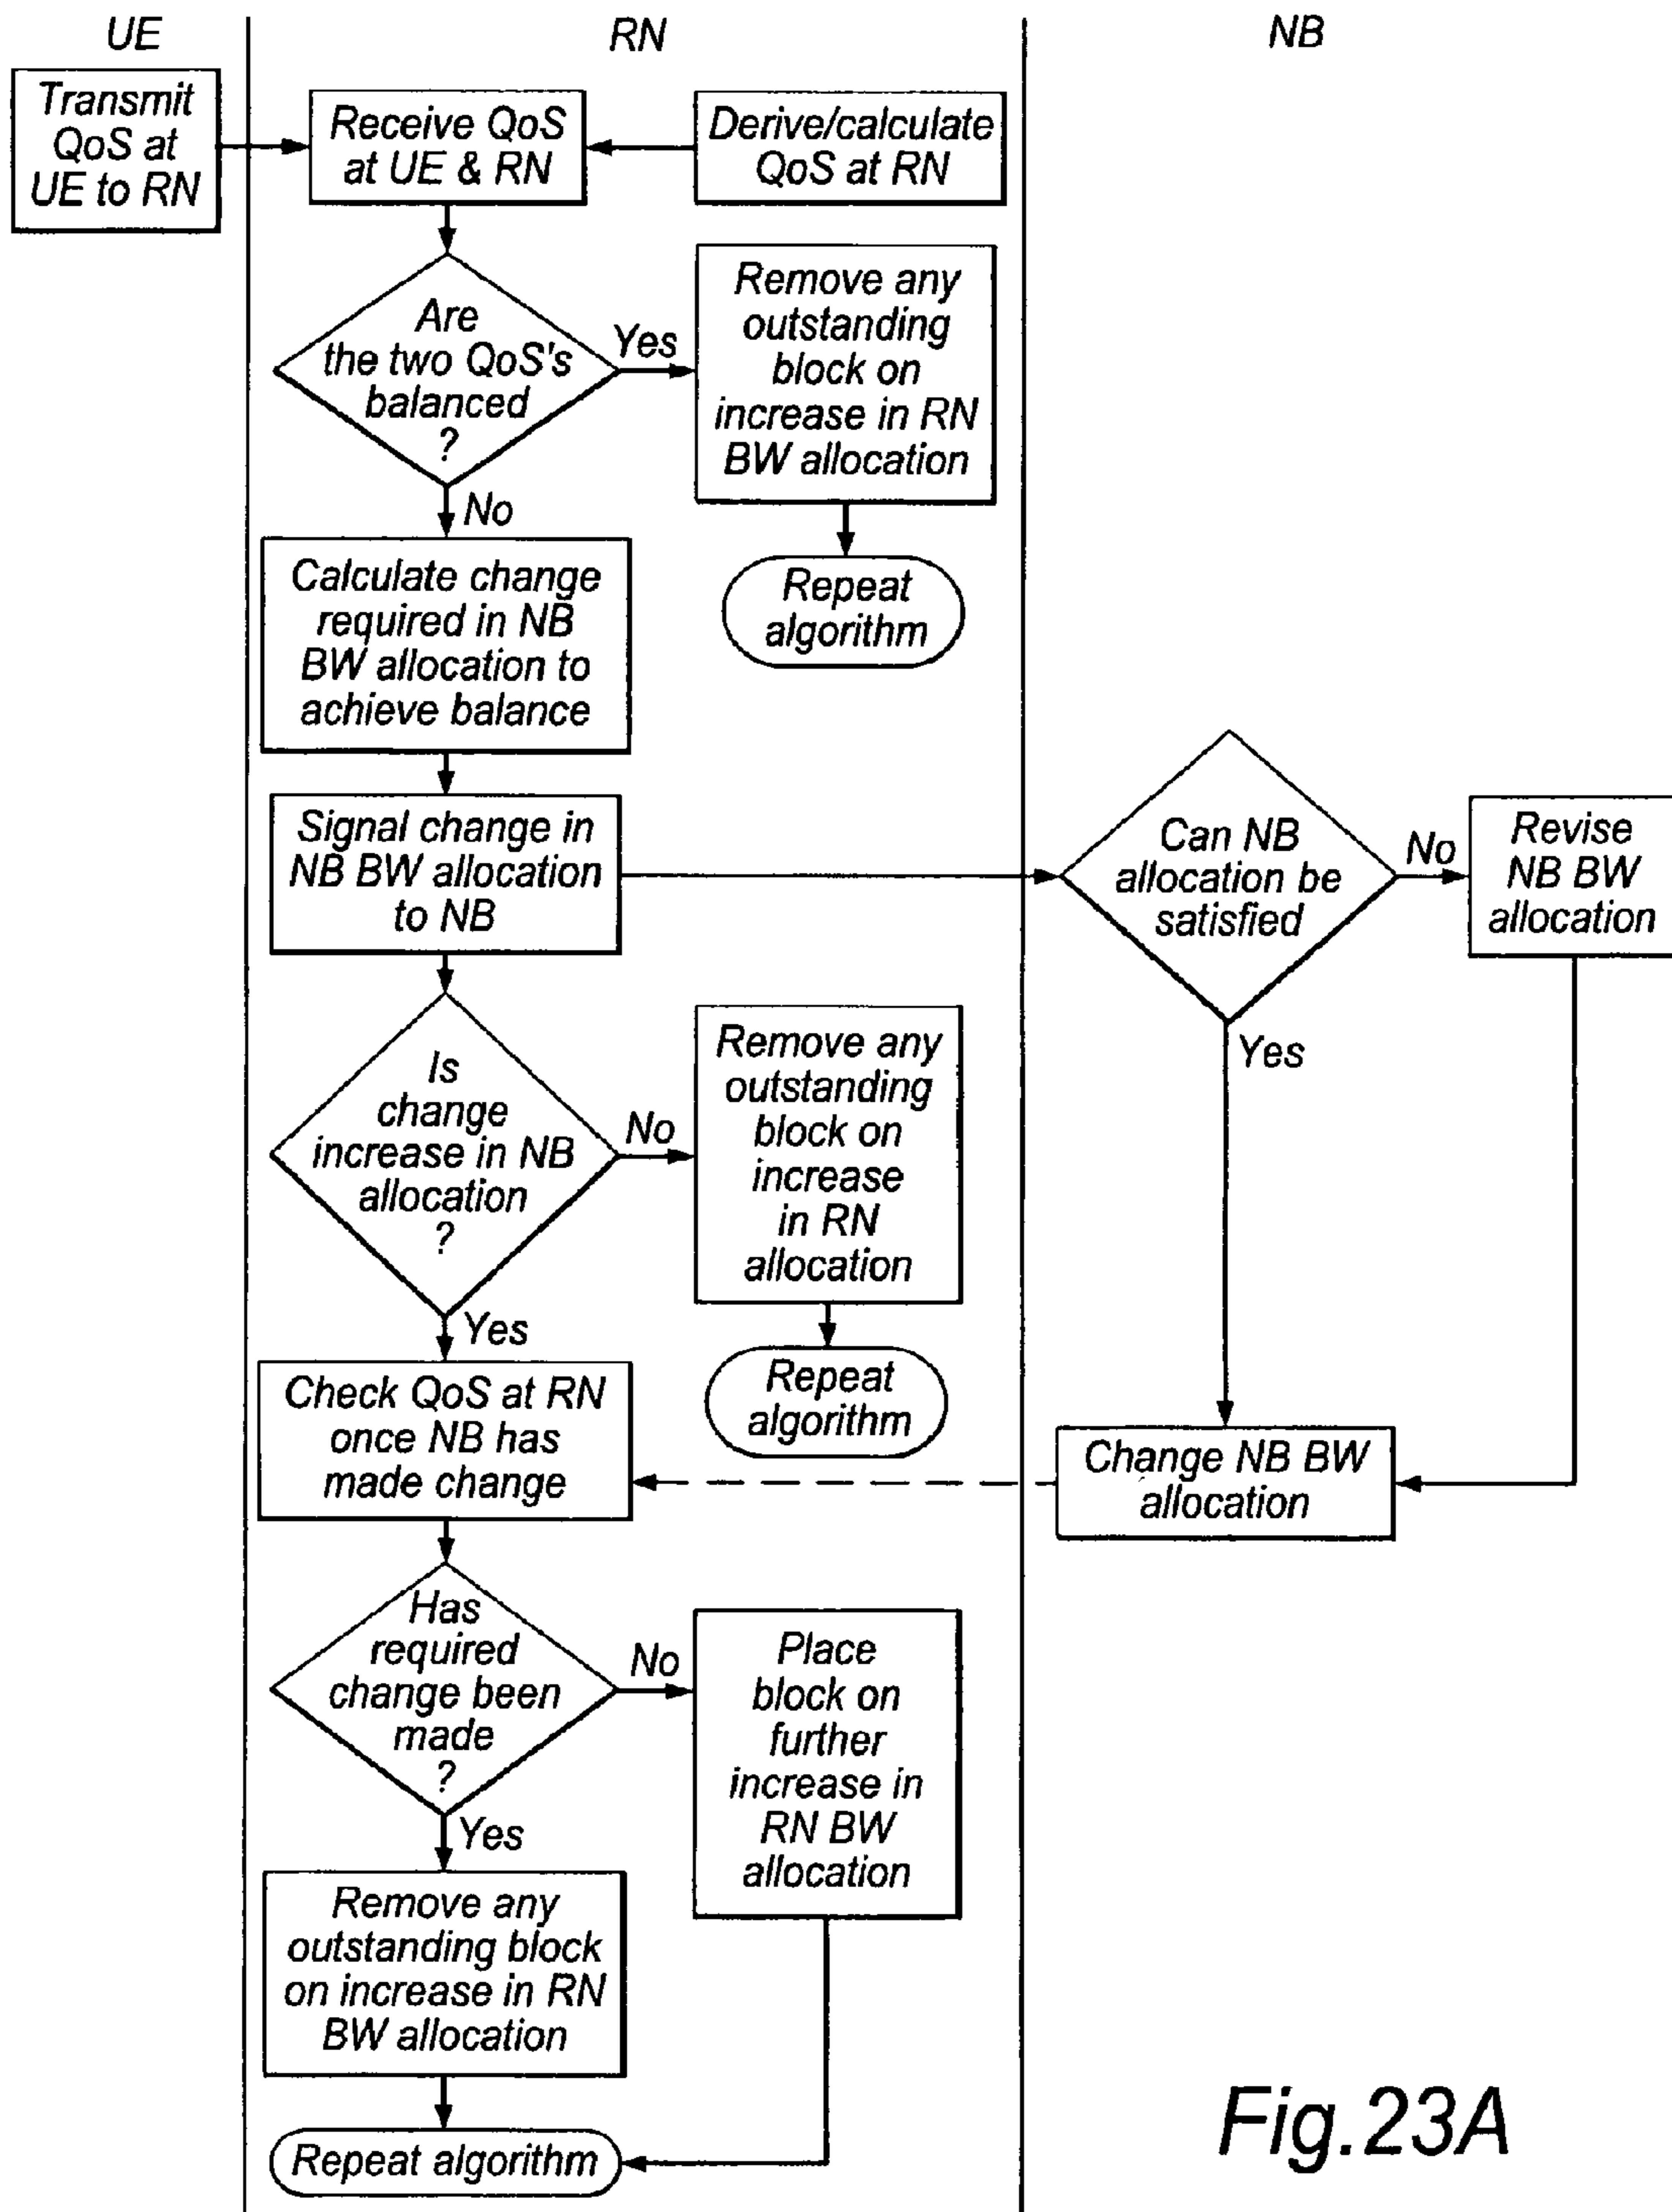 UE
RN
NB
Transmit
QoS at
UE to RN
Receive QoS
at UE & RN
Derive/calculate
QoS at RN
Are
the two QoS's
balanced
?
Yes
Remove any
outstanding
block on
increase in RN
BW allocation
Repeat
algorithm
No
Calculate change
required in NB
BW allocation to
achieve balance
Signal change in
NB BW allocation
to NB
Can NB
allocation be
satisfied
No
Revise
NB BW
allocation
Yes
Is
change
increase in NB
allocation
?
No
Remove any
outstanding
block on
increase
in RN
allocation
Repeat
algorithm
Yes
Check QoS at RN
once NB has
made change
Change NB BW
allocation
Has
required
change been
made
?
No
Place
block on
further
increase in
RN BW
allocation
Yes
Remove any
outstanding block
on increase in RN
BW allocation
Repeat algorithm
Fig.23A